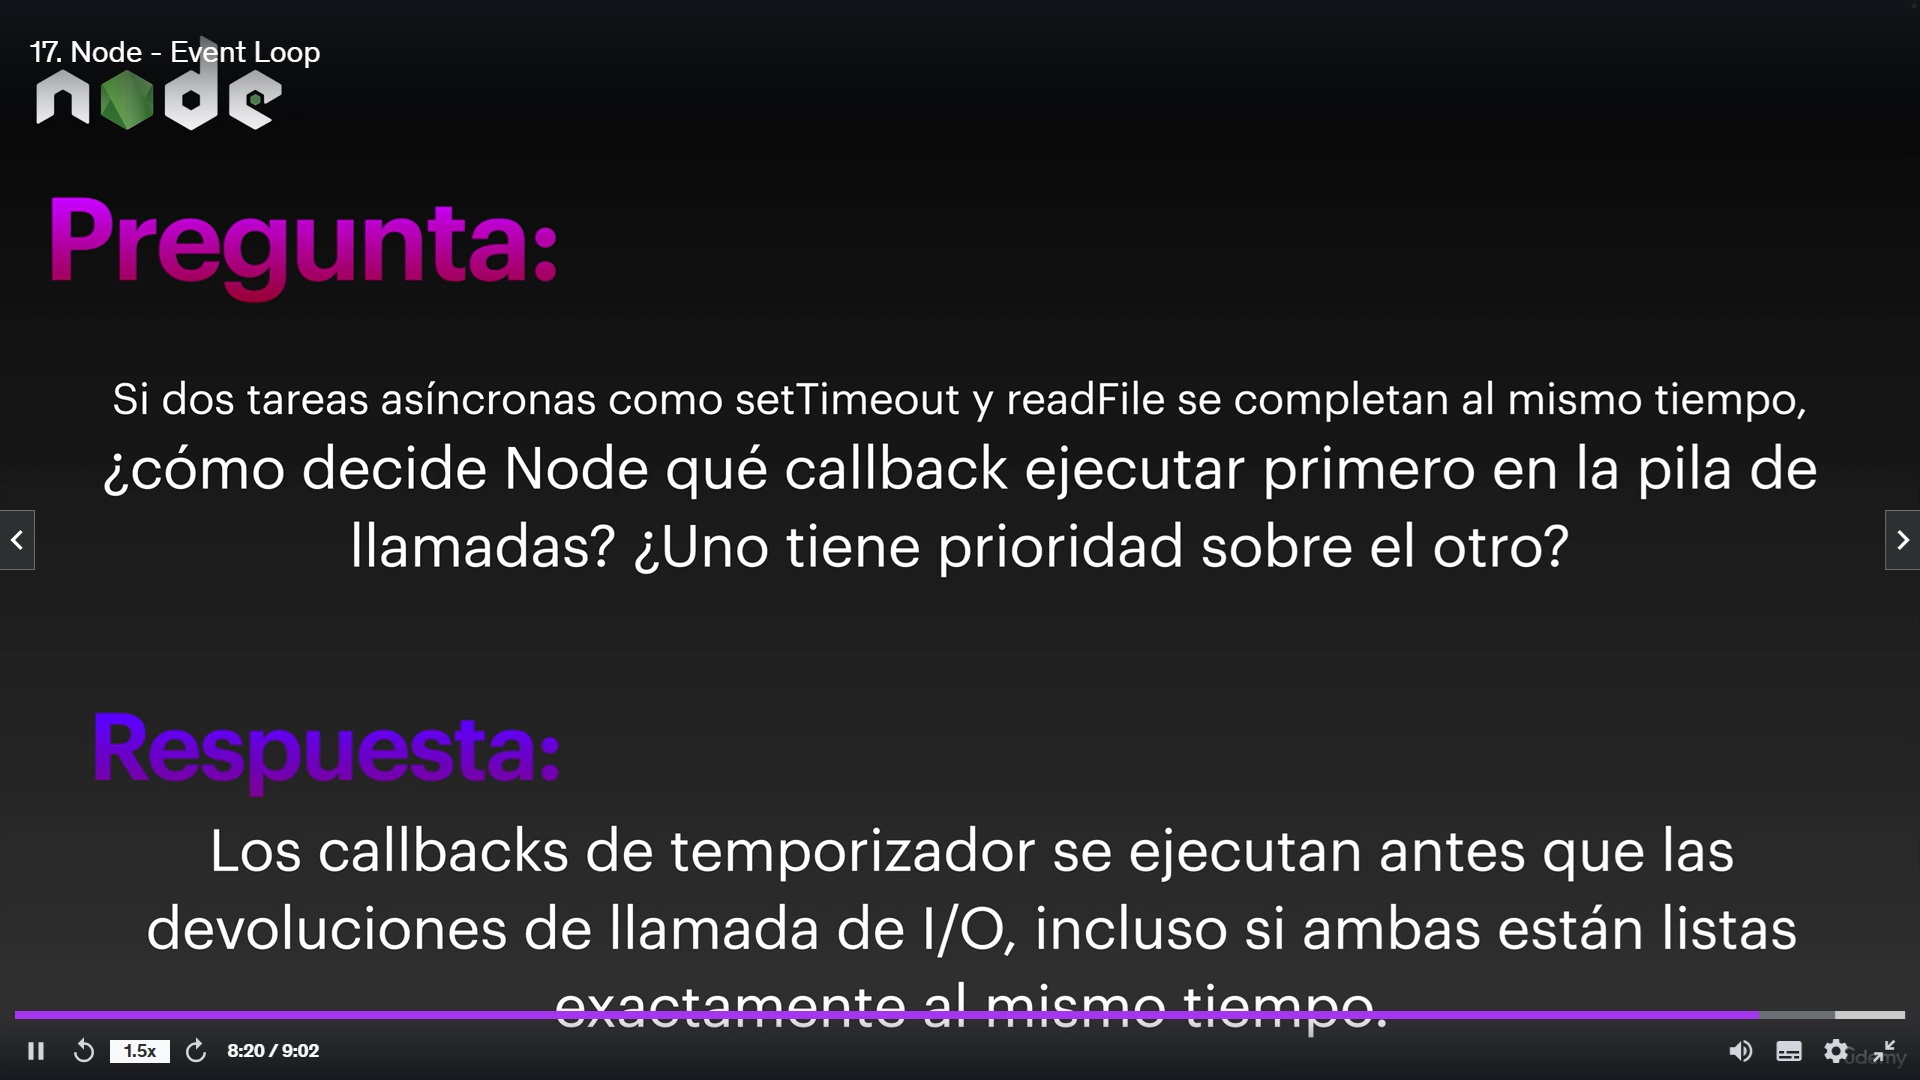 17. Node - Event Loop
node
Pregunta:
Si dos tareas asíncronas como setTimeout y readFile se completan al mismo tiempo,
¿cómo decide Node qué callback ejecutar primero en la pila de
llamadas? ¿Uno tiene prioridad sobre el otro?
Respuesta:
Los callbacks de temporizador se ejecutan antes que las
devoluciones de llamada de I/O, incluso si ambas están listas
exactamente al mismo tiempo.
1.5x
8:20 / 9:02
udemy